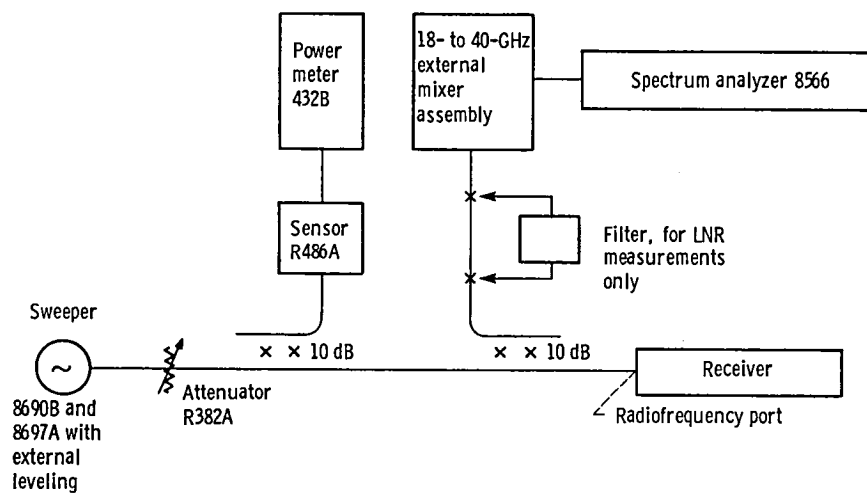 Power
meter
432B
18- to 40-GHz
external
mixer
assembly
Spectrum analyzer 8566
Sensor
R486A
Filter, for LNR
measurements
only
Sweeper
10 dB
10 dB
Attenuator
R382A
Receiver
Radiofrequency port
8690B and
8697A with
external
leveling